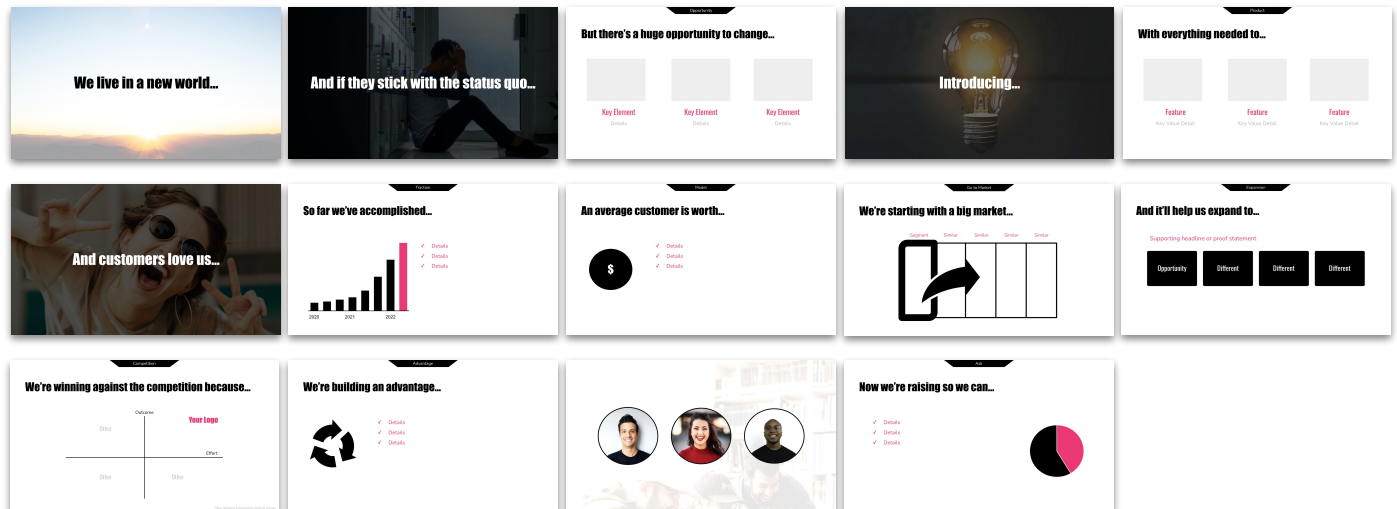 We live in a new world...
And if they stick with the status quo...
Opportunity
But there's a huge opportunity to change...
Key Element Key Element Key Element
Details Details Details
Introducing...
Product
With everything needed to...
Feature Feature Feature
Key Value Detail Key Value Detail Key Value Detail
And customers love us...
Traction
So far we've accomplished...
✓ Details
✓ Details
✓ Details
2020 2021 2022
Model
An average customer is worth...
$
✓ Details
✓ Details
✓ Details
Go to Market
We're starting with a big market...
Segment Similar Similar Similar Similar
Expansion
And it'll help us expand to...
Supporting headline or proof statement
Opportunity Different Different Different
Competition
We're winning against the competition because...
Outcome
Your Logo
Other
Effort
Other Other
Advantage
We're building an advantage...
✓ Details
✓ Details
✓ Details
Ask
Now we're raising so we can...
✓ Details
✓ Details
✓ Details